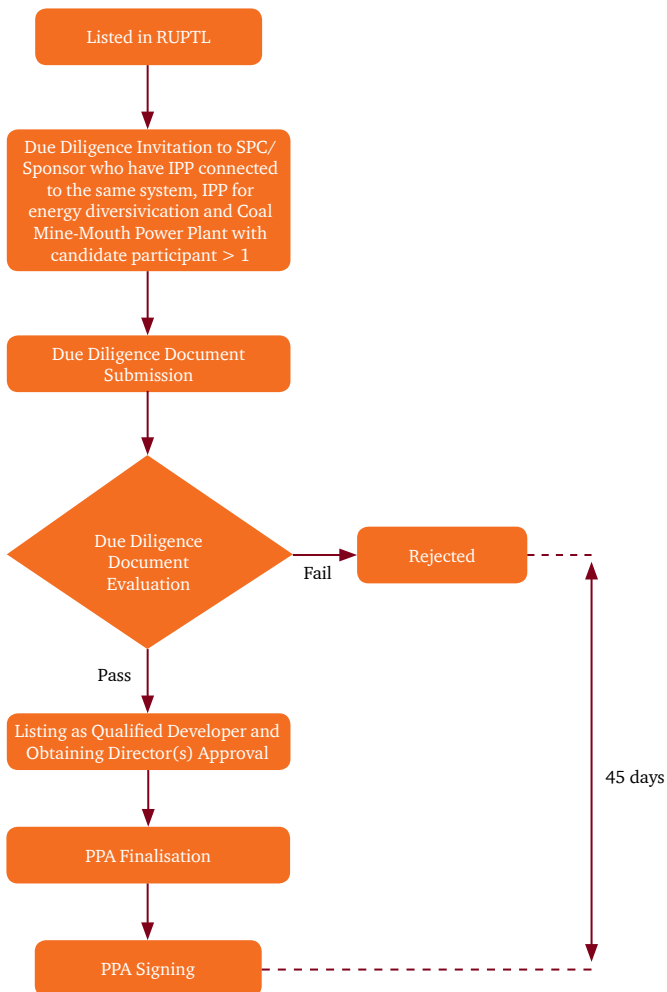 Listed in RUPTL
Due Diligence Invitation to SPC/
Sponsor who have IPP connected
to the same system, IPP for
energy diversivication and Coal
Mine-Mouth Power Plant with
candidate participant > 1
Due Diligence Document
Submission
Due Diligence
Document
Evaluation
Fail
Rejected
Pass
Listing as Qualified Developer and
Obtaining Director(s) Approval
45 days
PPA Finalisation
PPA Signing